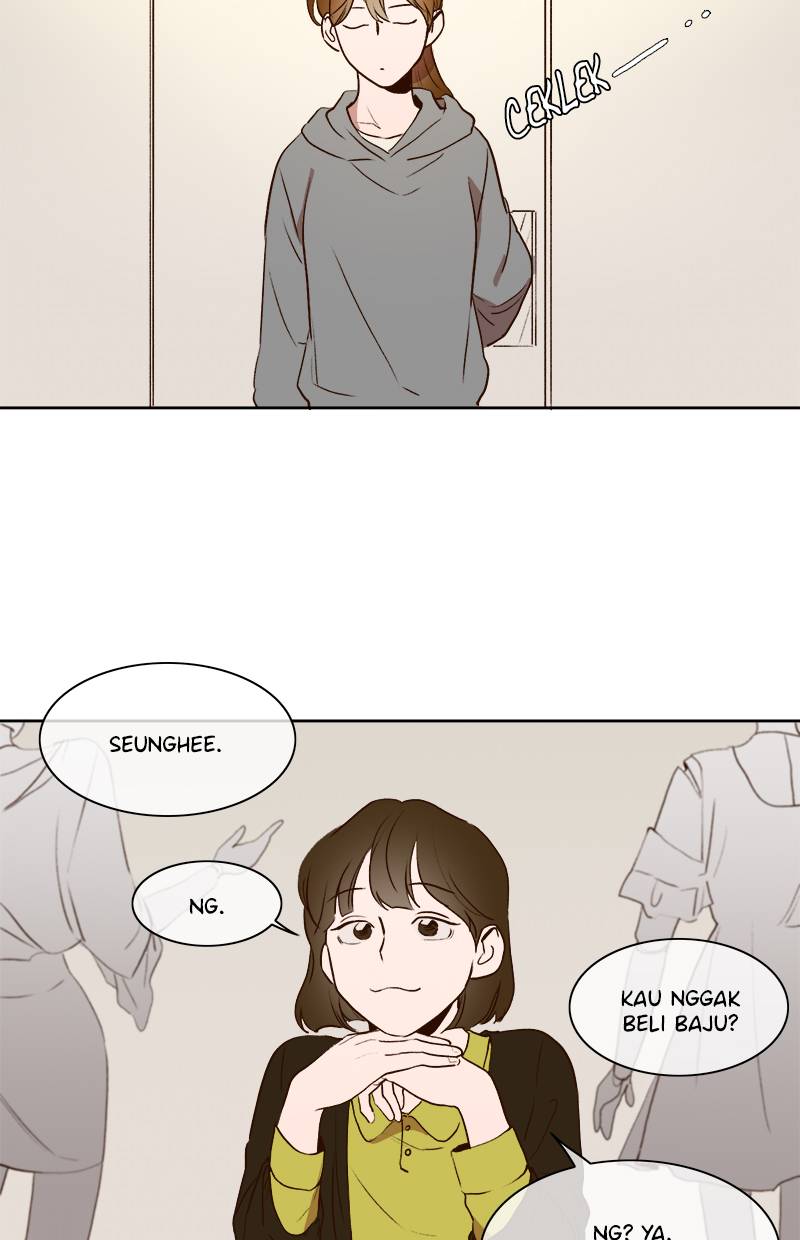 CEKLEK
SEUNGHEE.
NG.
KAU NGGAK
BELI BAJU?
NG? YA.